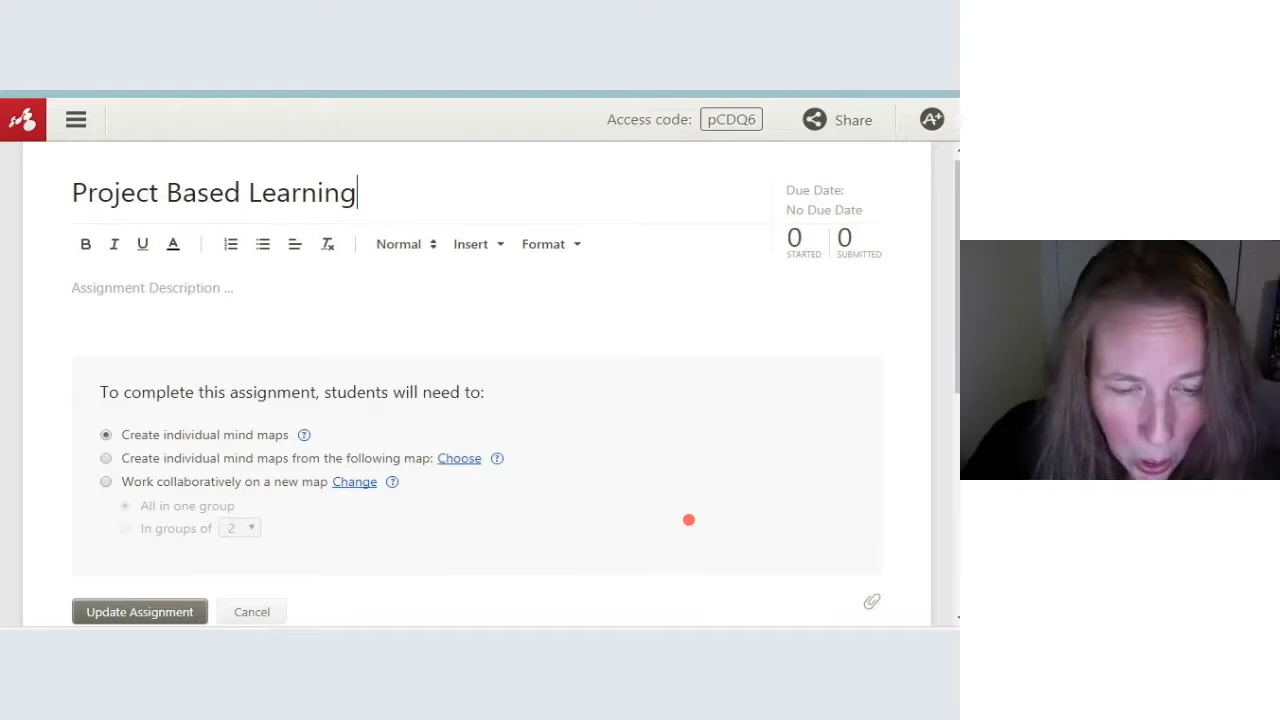 Access code: pCDQ6 Share A+
Project Based Learning
Due Date:
No Due Date
0 0
STARTED SUBMITTED
B I U A Normal Insert Format
Assignment Description ...
To complete this assignment, students will need to:
Create individual mind maps ?
Create individual mind maps from the following map: Choose ?
Work collaboratively on a new map Change ?
All in one group
In groups of 2
Update Assignment Cancel